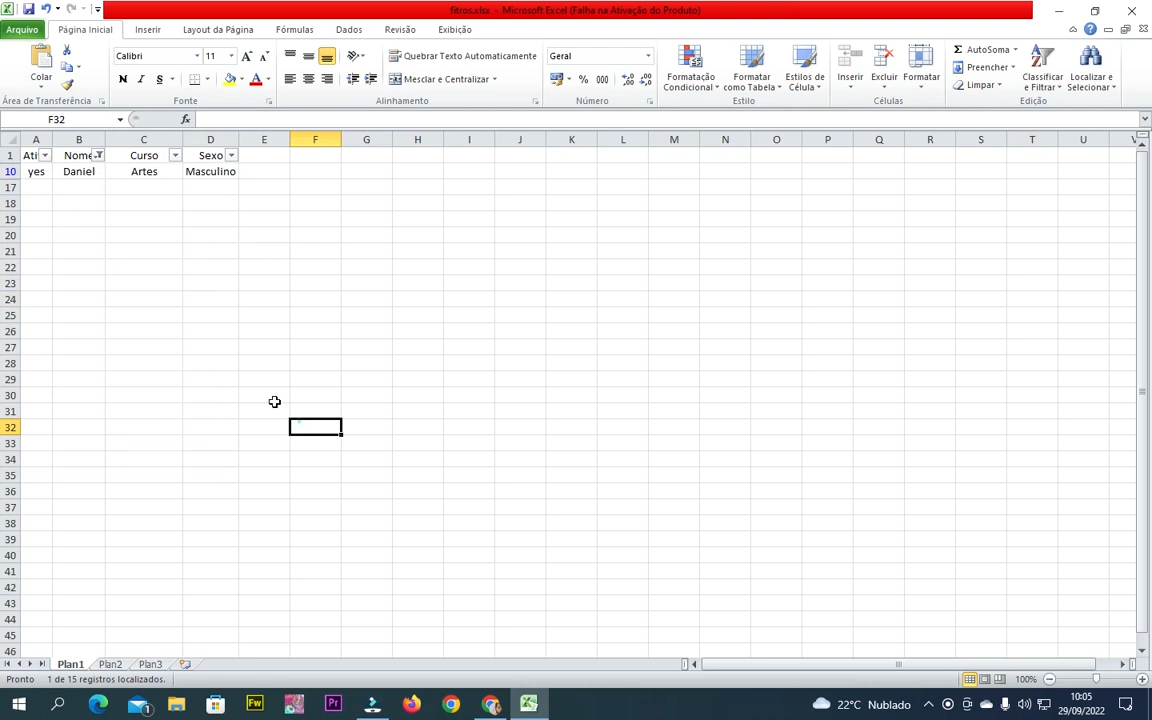 fitros.xlsx - Microsoft Excel (Falha na Ativação do Produto)
Arquivo Página Inicial Inserir Layout da Página Fórmulas Dados Revisão Exibição
Colar
Calibri 11
N I S
A A
Quebrar Texto Automaticamente
Mesclar e Centralizar
Geral
% 000
Formatação Condicional
Formatar como Tabela
Estilos de Célula
Inserir
Excluir
Formatar
AutoSoma
Preencher
Limpar
Classificar e Filtrar
Localizar e Selecionar
Área de Transferência Fonte Alinhamento Número Estilo Células Edição
F32 fx
A B C D E F G H I J K L M N O P Q R S T U V
1 Ati Nome Curso Sexo
10 yes Daniel Artes Masculino
17
18
19
20
21
22
23
24
25
26
27
28
29
30
31
32
33
34
35
36
37
38
39
40
41
42
43
44
45
46
Plan1 Plan2 Plan3
Pronto 1 de 15 registros localizados. 100%
Fw Pr 22°C Nublado 10:05
29/09/2022